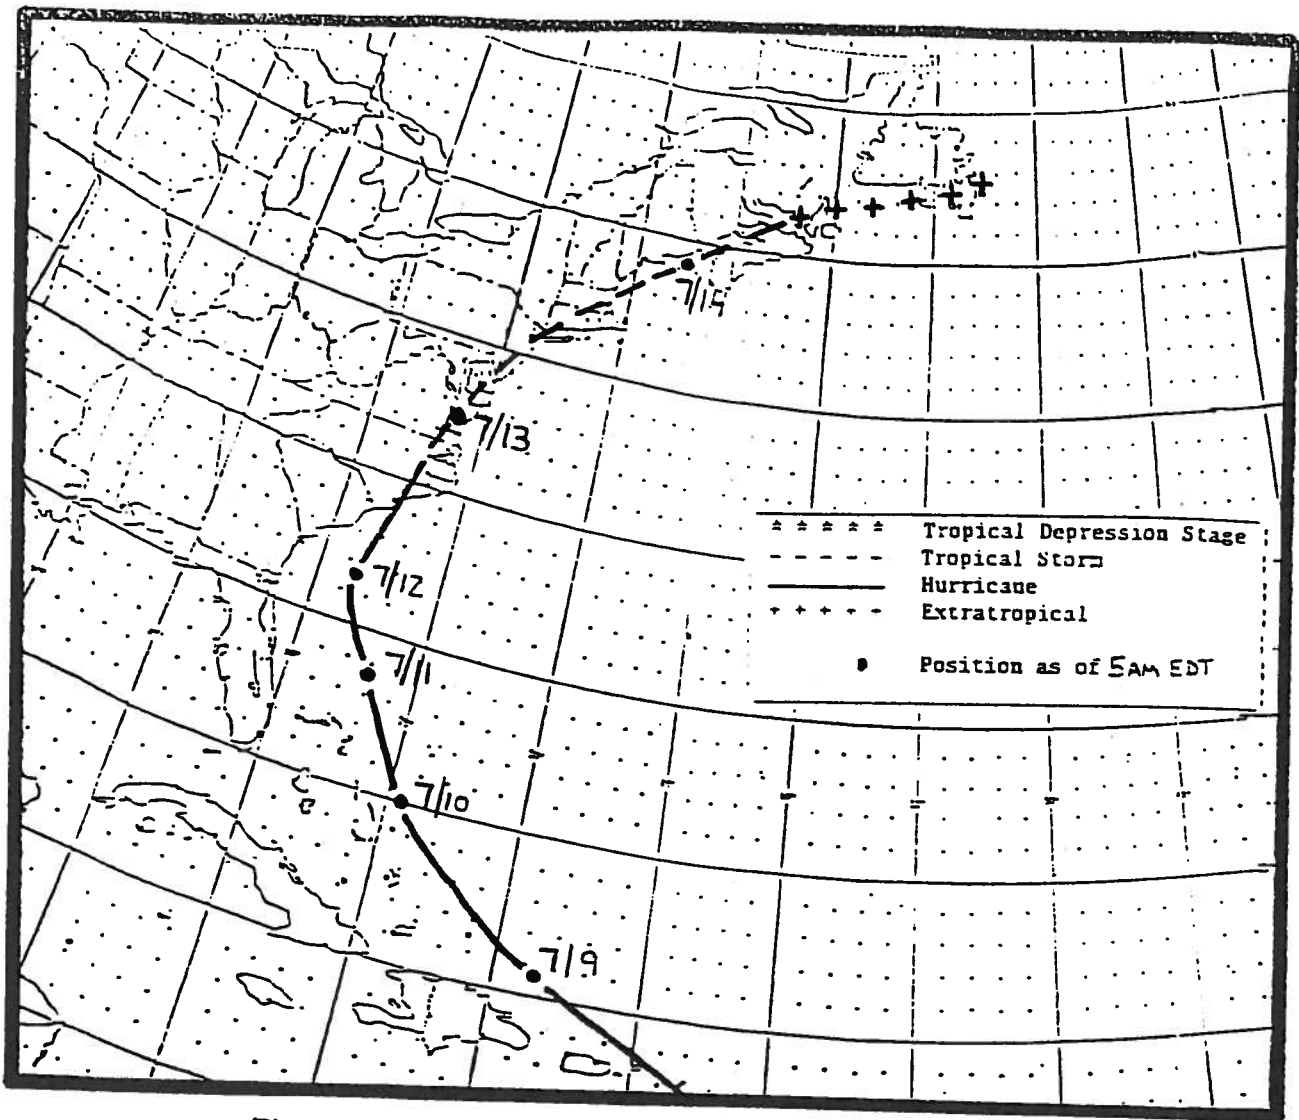 7/15
7/13
7/12
7/11
7/10
7/9
Tropical Depression Stage
Tropical Storm
Hurricane
Extratropical
Position as of 5AM EDT